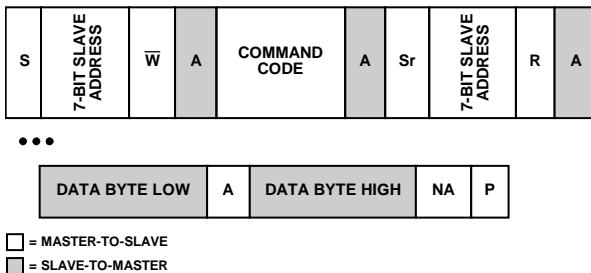 S
7-BIT SLAVE
ADDRESS
W̅
A
COMMAND
CODE
A
Sr
7-BIT SLAVE
ADDRESS
R
A
•••
DATA BYTE LOW
A
DATA BYTE HIGH
NA
P
= MASTER-TO-SLAVE
= SLAVE-TO-MASTER